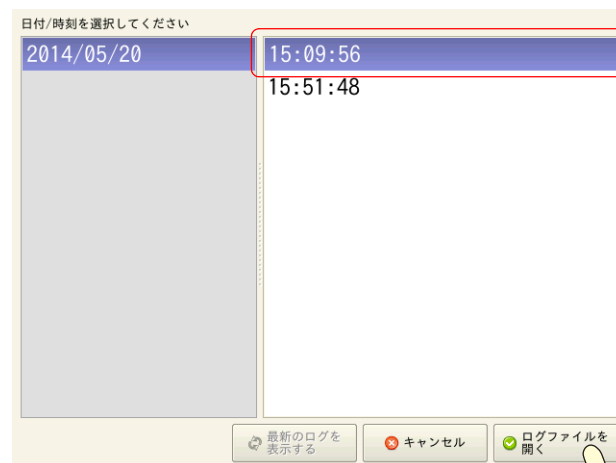 日付/時刻を選択してください
2014/05/20
15:09:56
15:51:48
最新のログを
表示する
キャンセル
ログファイルを
開く